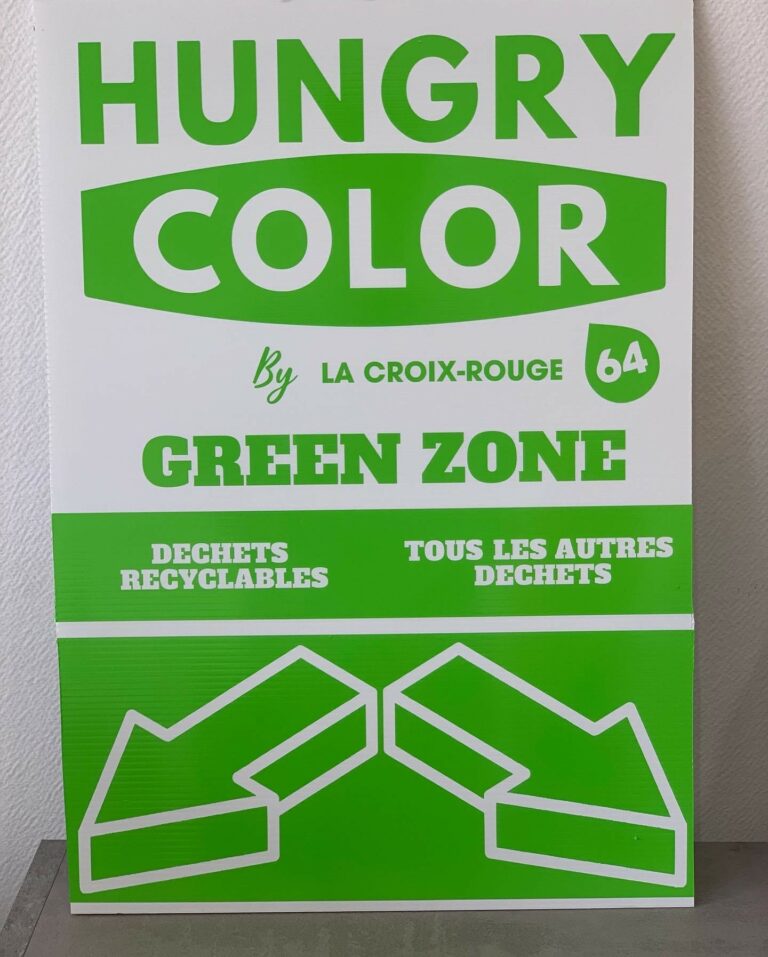 HUNGRY
COLOR
By LA CROIX-ROUGE 64
GREEN ZONE
DECHETS
RECYCLABLES
TOUS LES AUTRES
DECHETS